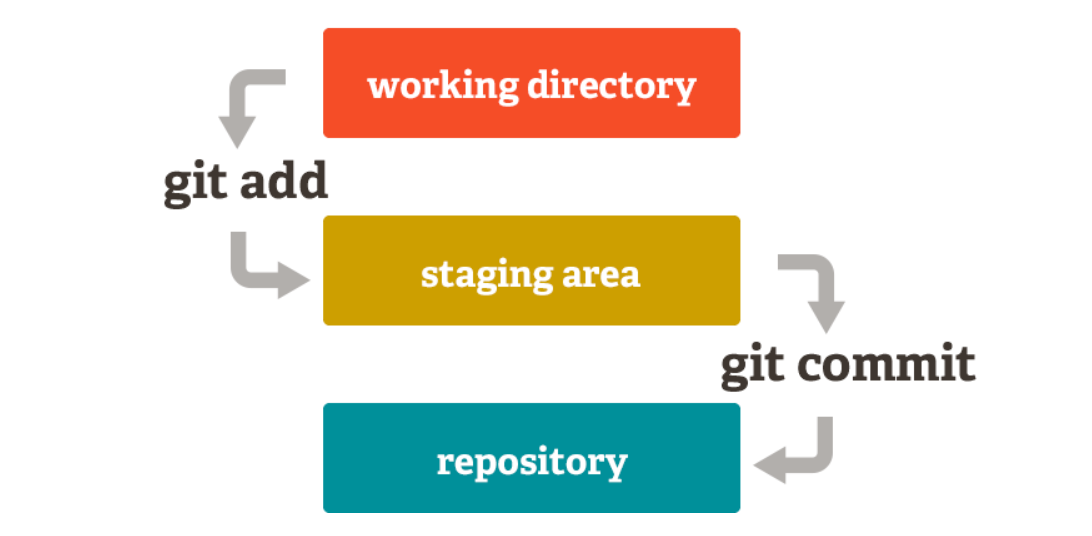 working directory
git add
staging area
git commit
repository